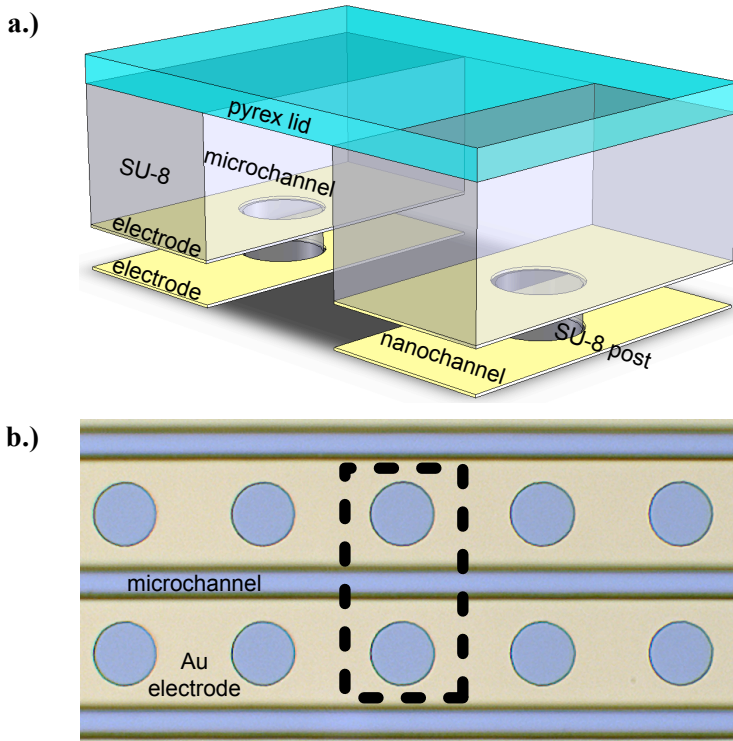 a.)
pyrex lid
SU-8
microchannel
electrode
electrode
nanochannel
SU-8 post
b.)
microchannel
Au
electrode